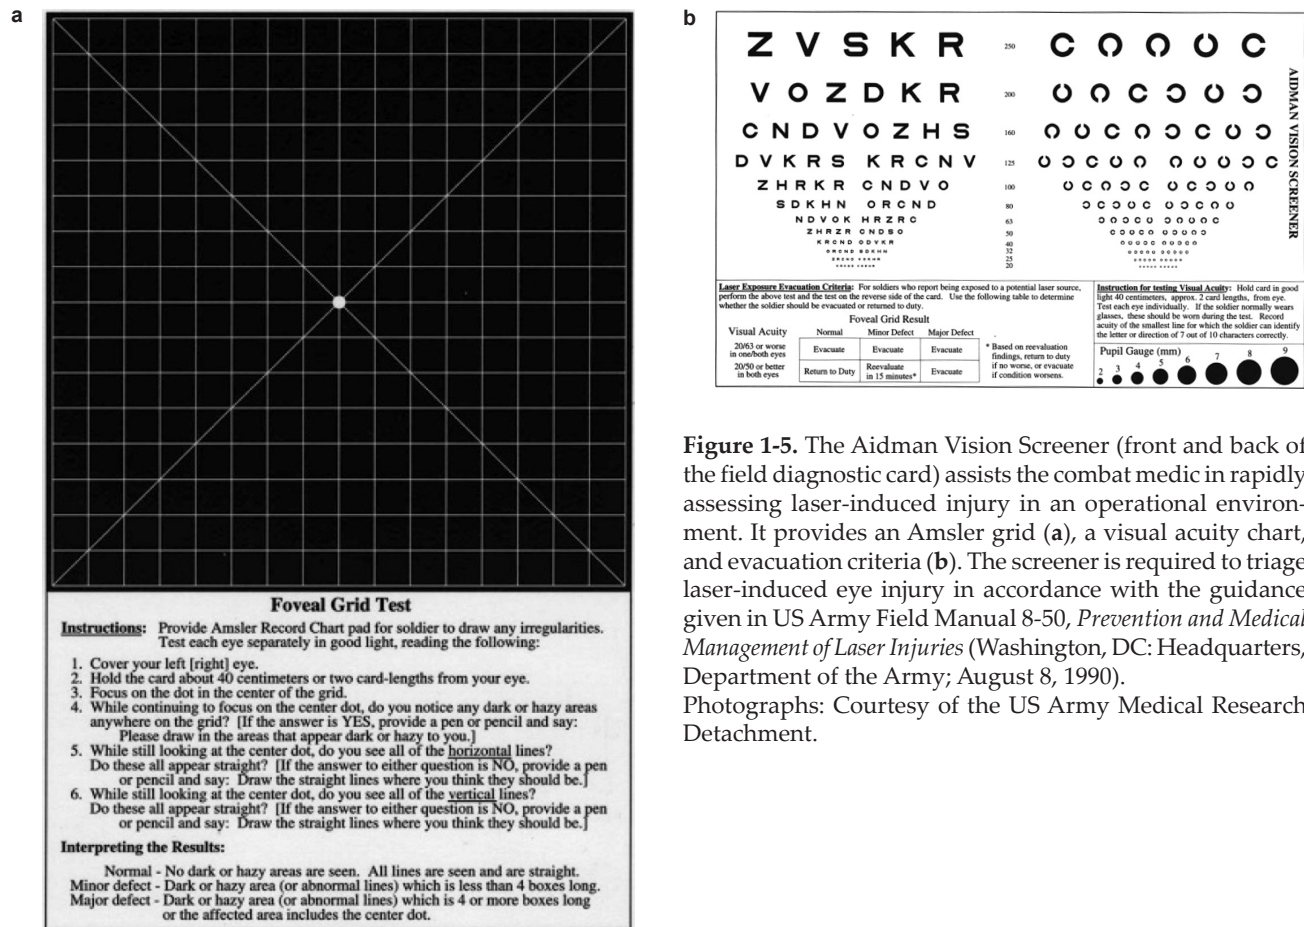 a
Foveal Grid Test
Instructions: Provide Amsler Record Chart pad for soldier to draw any irregularities.
Test each eye separately in good light, reading the following:
1. Cover your left [right] eye.
2. Hold the card about 40 centimeters or two card-lengths from your eye.
3. Focus on the dot in the center of the grid.
4. While continuing to focus on the center dot, do you notice any dark or hazy areas
anywhere on the grid? [If the answer is YES, provide a pen or pencil and say:
Please draw in the areas that appear dark or hazy to you.]
5. While still looking at the center dot, do you see all of the horizontal lines?
Do these all appear straight? [If the answer to either question is NO, provide a pen
or pencil and say: Draw the straight lines where you think they should be.]
6. While still looking at the center dot, do you see all of the vertical lines?
Do these all appear straight? [If the answer to either question is NO, provide a pen
or pencil and say: Draw the straight lines where you think they should be.]
Interpreting the Results:
Normal - No dark or hazy areas are seen. All lines are seen and are straight.
Minor defect - Dark or hazy area (or abnormal lines) which is less than 4 boxes long.
Major defect - Dark or hazy area (or abnormal lines) which is 4 or more boxes long
or the affected area includes the center dot.
b
Z V S K R 250
V O Z D K R 200
C N D V O Z H S 160
D V K R S K R C N V 125
Z H R K R C N D V O 100
S D K H N O R C N D 80
N D V O K H R Z R C 63
Z H R Z R C N D S O 50
K R C N D O D V K R 40
O R C N D S D K H N 32
25
20
AIDMAN VISION SCREENER
Laser Exposure Evacuation Criteria: For soldiers who report being exposed to a potential laser source,
perform the above test and the test on the reverse side of the card. Use the following table to determine
whether the soldier should be evacuated or returned to duty.
Foveal Grid Result
Visual Acuity Normal Minor Defect Major Defect
20/63 or worse
in one/both eyes
Evacuate Evacuate Evacuate
20/50 or better
in both eyes
Return to Duty Reevaluate
in 15 minutes* Evacuate
* Based on reevaluation
findings, return to duty
if no worse, or evacuate
if condition worsens.
Instruction for testing Visual Acuity: Hold card in good
light 40 centimeters, approx. 2 card lengths, from eye.
Test each eye individually. If the soldier normally wears
glasses, these should be worn during the test. Record
acuity of the smallest line for which the soldier can identify
the letter or direction of 7 out of 10 characters correctly.
Pupil Gauge (mm)
2 3 4 5 6 7 8 9
Figure 1-5. The Aidman Vision Screener (front and back of
the field diagnostic card) assists the combat medic in rapidly
assessing laser-induced injury in an operational environ-
ment. It provides an Amsler grid (a), a visual acuity chart,
and evacuation criteria (b). The screener is required to triage
laser-induced eye injury in accordance with the guidance
given in US Army Field Manual 8-50, Prevention and Medical
Management of Laser Injuries (Washington, DC: Headquarters,
Department of the Army; August 8, 1990).
Photographs: Courtesy of the US Army Medical Research
Detachment.